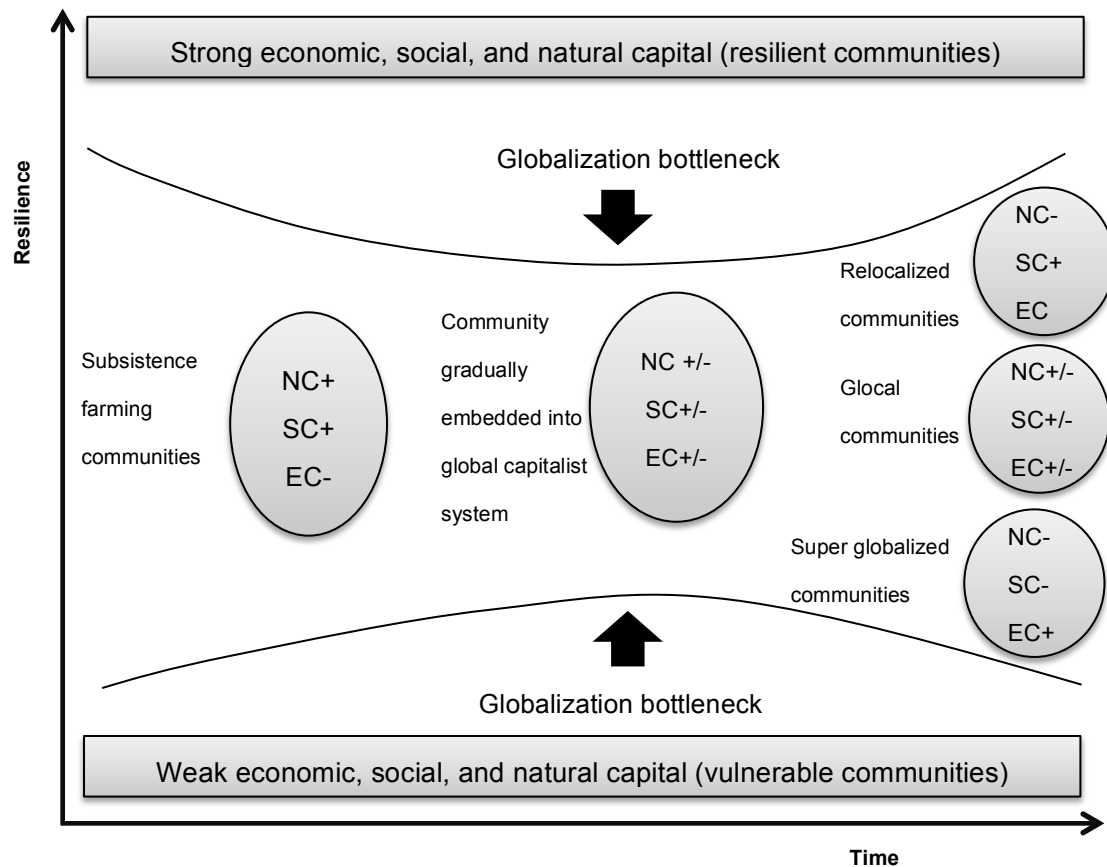 Strong economic, social, and natural capital (resilient communities)
Resilience
Globalization bottleneck
Subsistence
farming
communities
NC+
SC+
EC-
Community
gradually
embedded into
global capitalist
system
NC +/-
SC+/-
EC+/-
Relocalized
communities
NC-
SC+
EC
Glocal
communities
NC+/-
SC+/-
EC+/-
Super globalized
communities
NC-
SC-
EC+
Globalization bottleneck
Weak economic, social, and natural capital (vulnerable communities)
Time